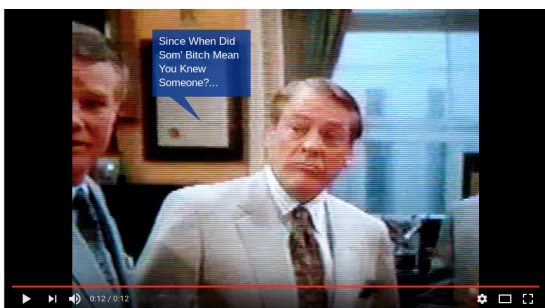 Since When Did
Som' Bitch Mean
You Knew
Someone?...
0:12 / 0:12